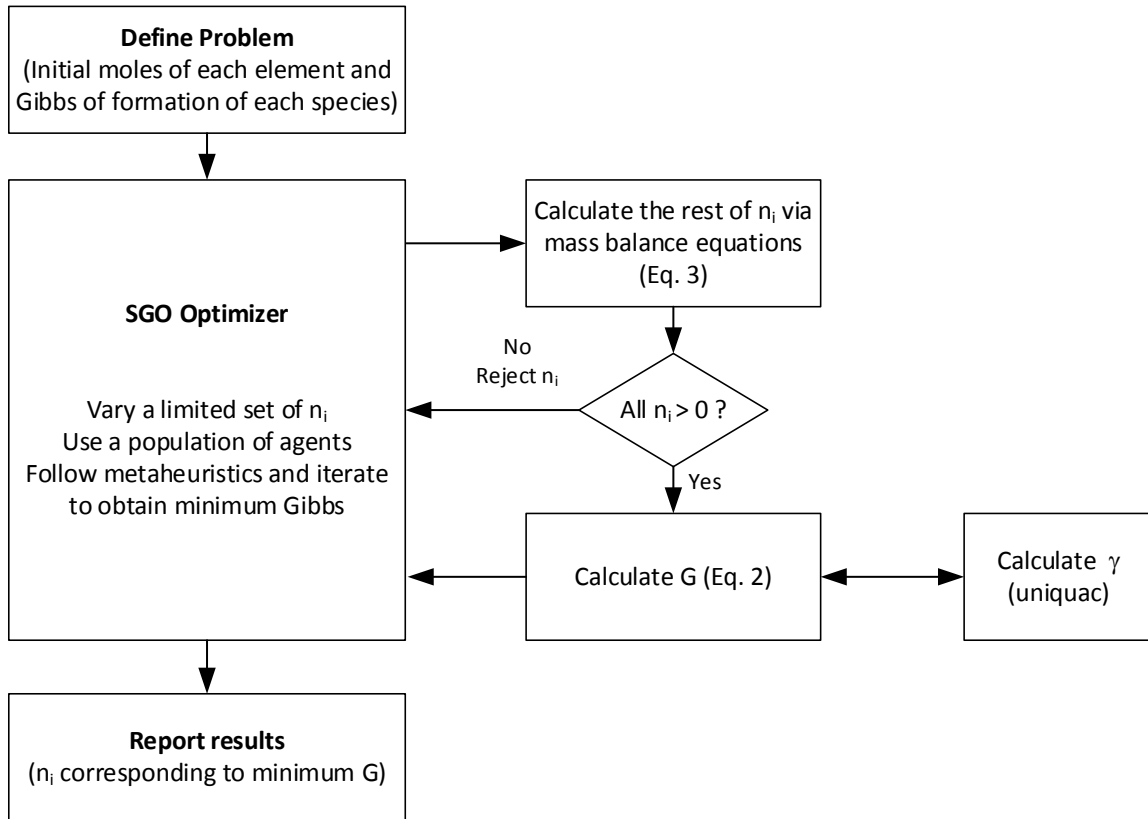 Define Problem
(Initial moles of each element and
Gibbs of formation of each species)
SGO Optimizer
Vary a limited set of nᵢ
Use a population of agents
Follow metaheuristics and iterate
to obtain minimum Gibbs
Calculate the rest of nᵢ via
mass balance equations
(Eq. 3)
No
Reject nᵢ
All nᵢ > 0 ?
Yes
Calculate G (Eq. 2)
Calculate γ
(uniquac)
Report results
(nᵢ corresponding to minimum G)